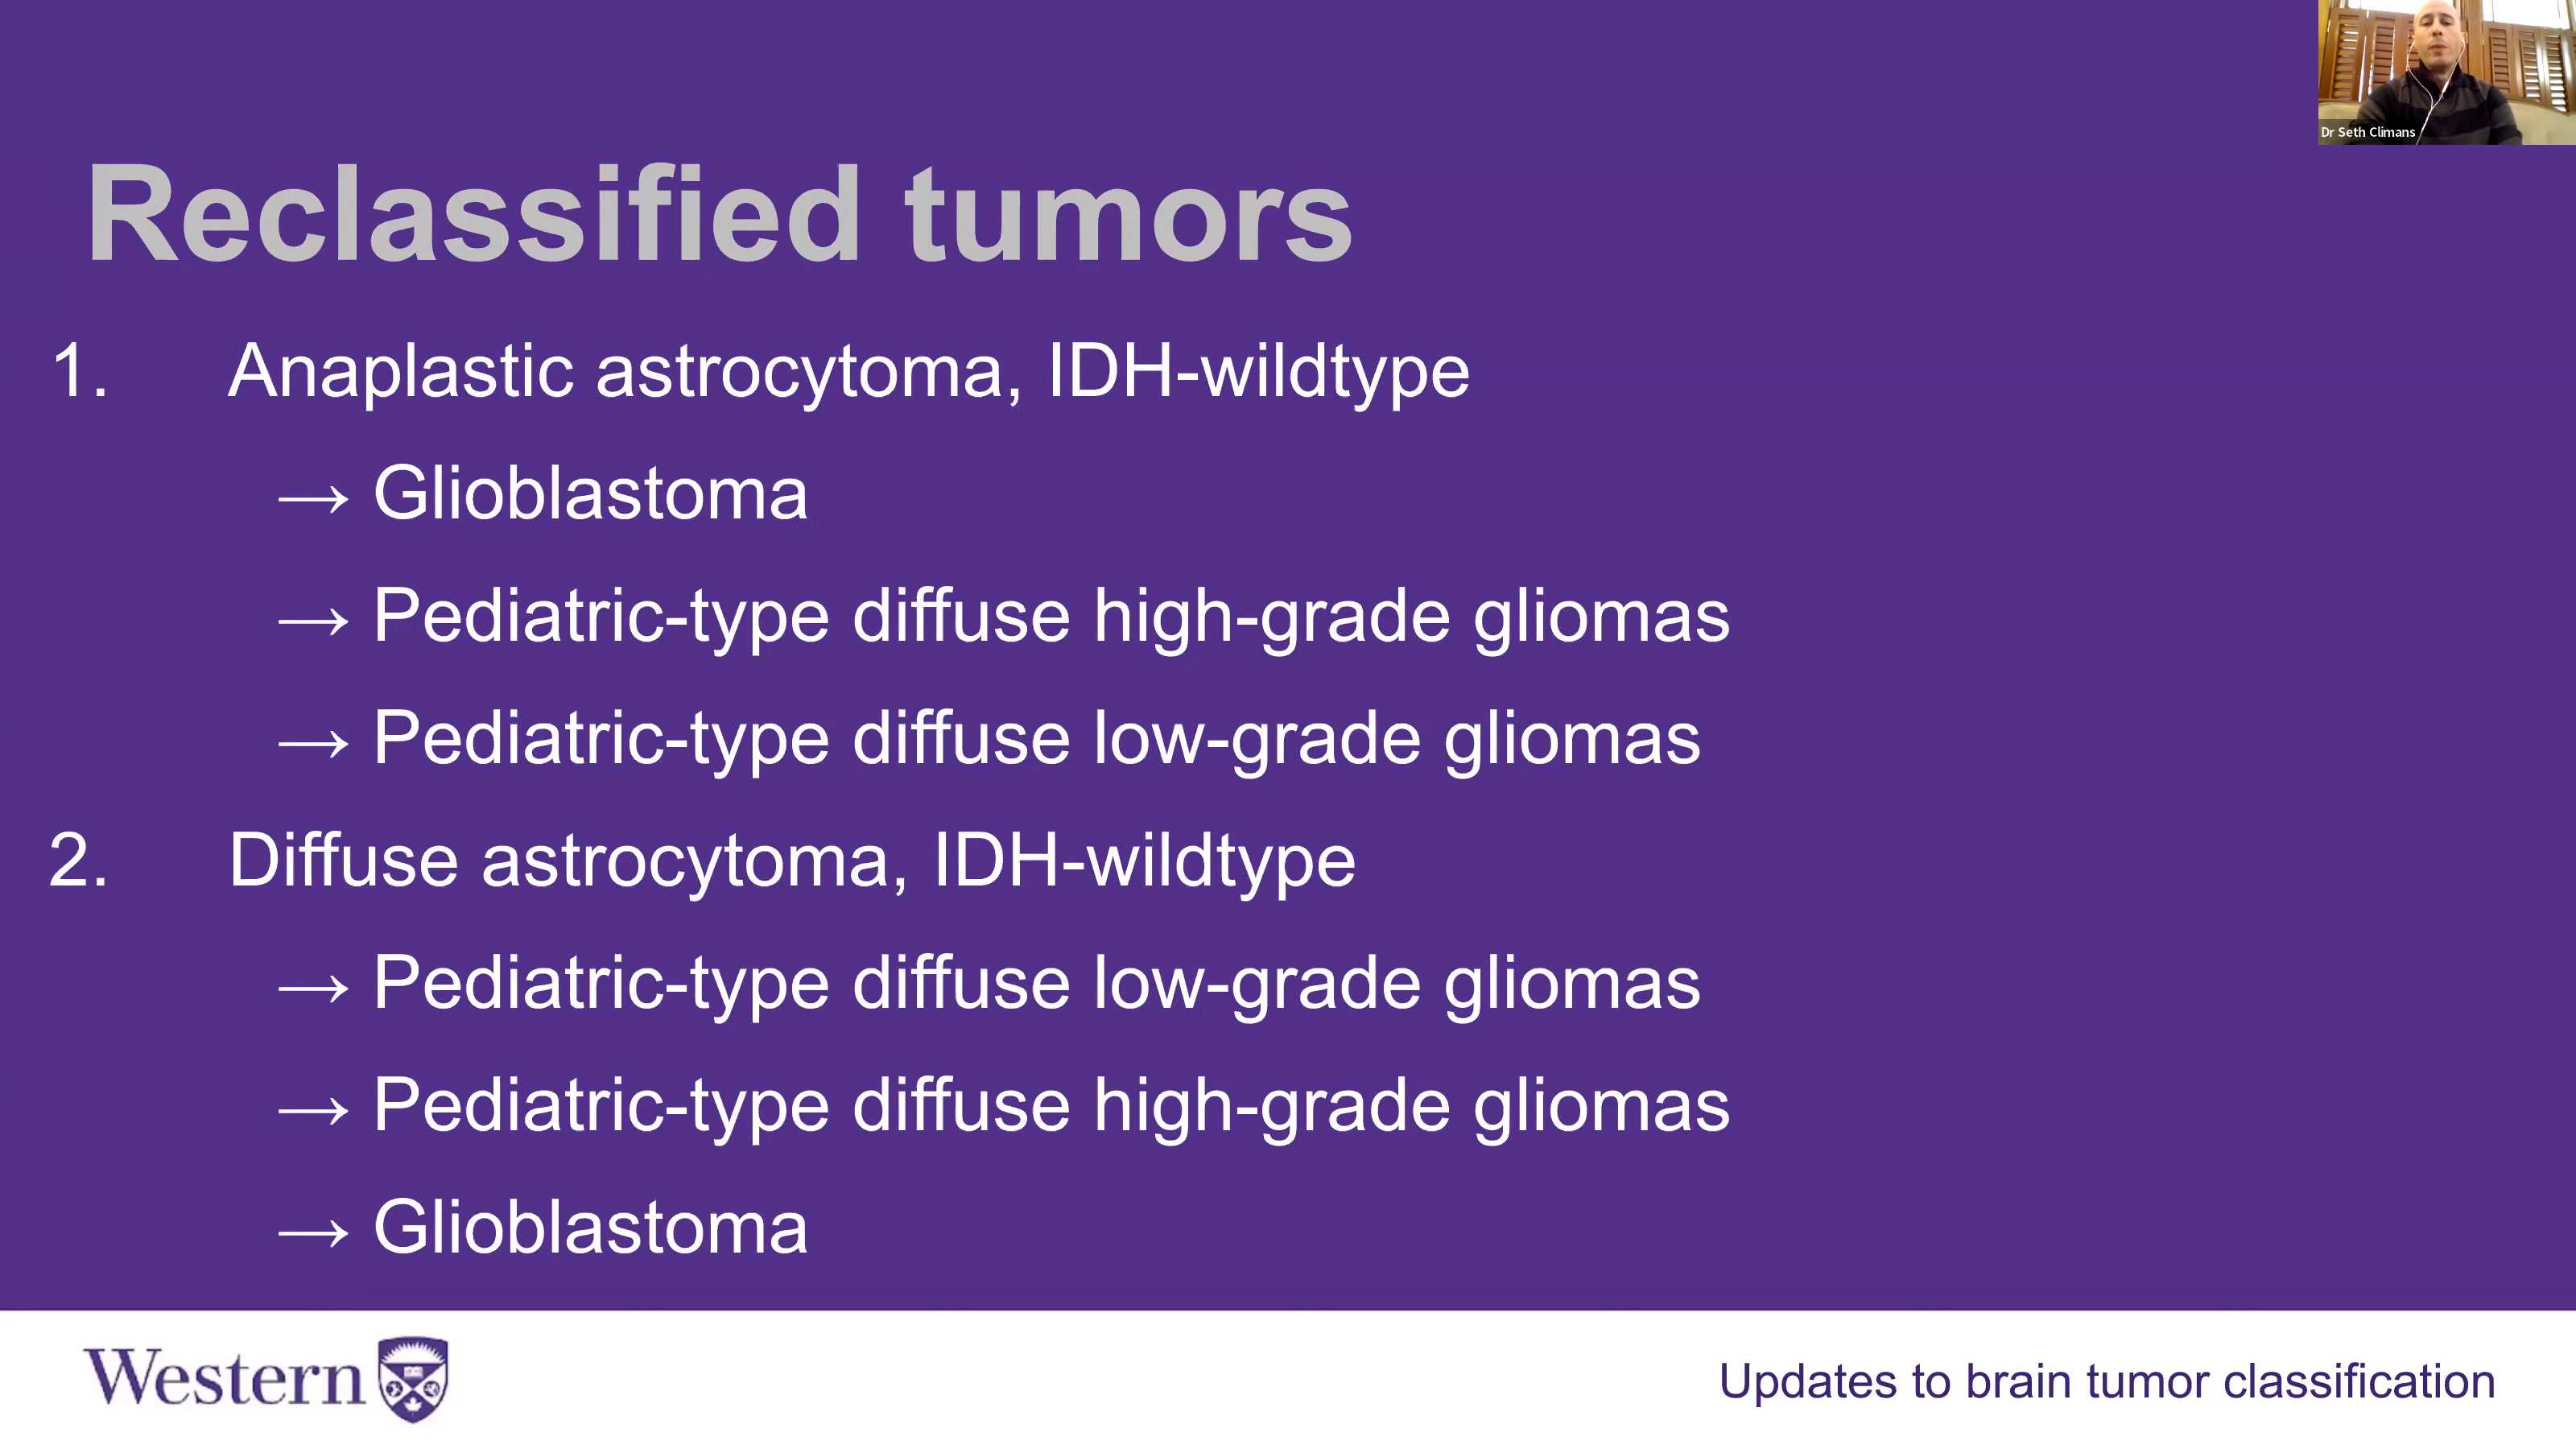 Dr Seth Climans
Reclassified tumors
1. Anaplastic astrocytoma, IDH-wildtype
→ Glioblastoma
→ Pediatric-type diffuse high-grade gliomas
→ Pediatric-type diffuse low-grade gliomas
2. Diffuse astrocytoma, IDH-wildtype
→ Pediatric-type diffuse low-grade gliomas
→ Pediatric-type diffuse high-grade gliomas
→ Glioblastoma
Western
Updates to brain tumor classification